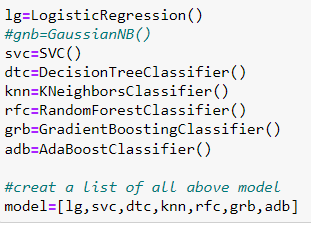 lg=LogisticRegression()
#gnb=GaussianNB()
svc=SVC()
dtc=DecisionTreeClassifier()
knn=KNeighborsClassifier()
rfc=RandomForestClassifier()
grb=GradientBoostingClassifier()
adb=AdaBoostClassifier()
#creat a list of all above model
model=[lg,svc,dtc,knn,rfc,grb,adb]